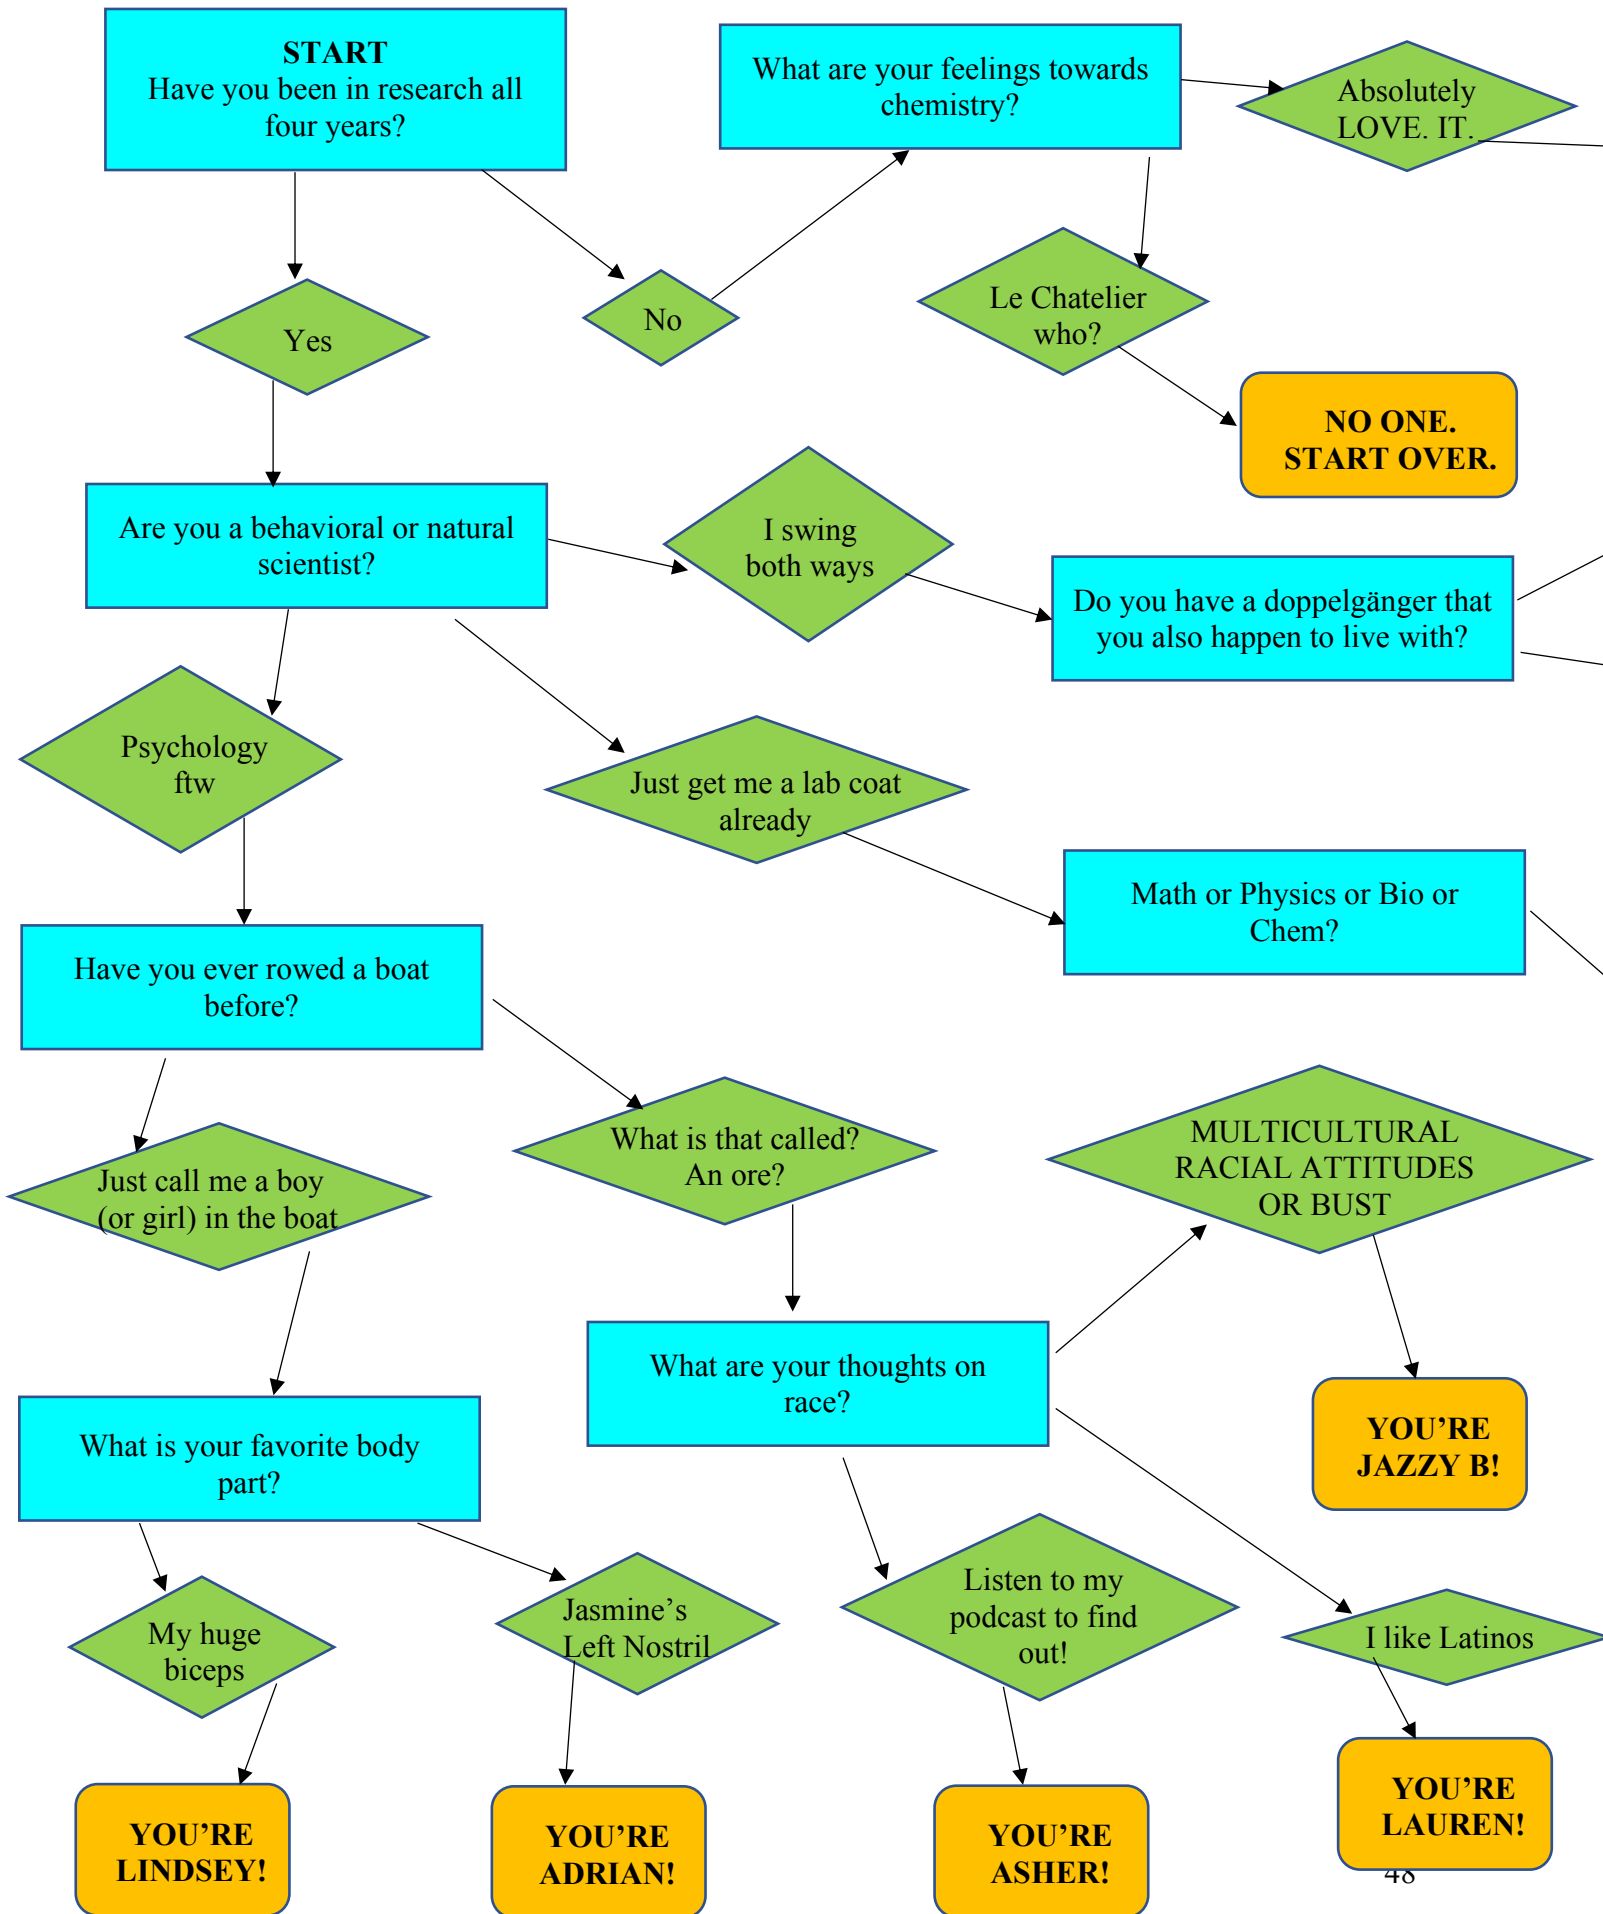 START
Have you been in research all
four years?
What are your feelings towards
chemistry?
Absolutely
LOVE. IT.
Yes
No
Le Chatelier
who?
NO ONE.
START OVER.
Are you a behavioral or natural
scientist?
I swing
both ways
Do you have a doppelgänger that
you also happen to live with?
Psychology
ftw
Just get me a lab coat
already
Math or Physics or Bio or
Chem?
Have you ever rowed a boat
before?
What is that called?
An ore?
MULTICULTURAL
RACIAL ATTITUDES
OR BUST
Just call me a boy
(or girl) in the boat
What are your thoughts on
race?
YOU’RE
JAZZY B!
What is your favorite body
part?
My huge
biceps
Jasmine’s
Left Nostril
Listen to my
podcast to find
out!
I like Latinos
YOU’RE
LINDSEY!
YOU’RE
ADRIAN!
YOU’RE
ASHER!
YOU’RE
LAUREN!
48